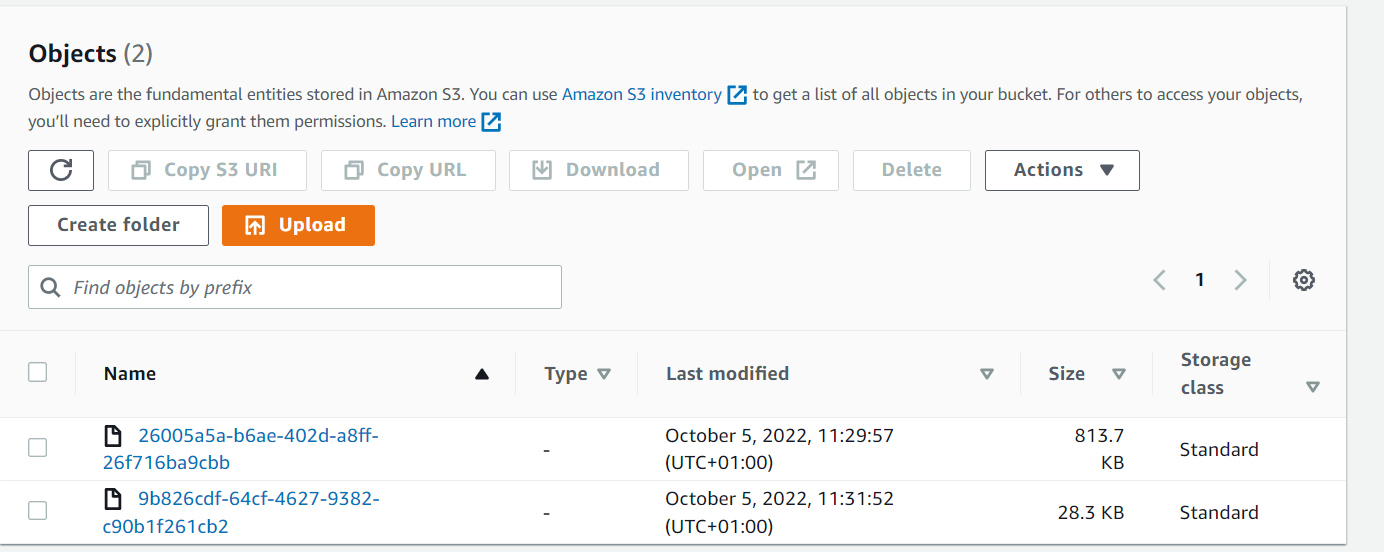 Objects (2)
Objects are the fundamental entities stored in Amazon S3. You can use Amazon S3 inventory to get a list of all objects in your bucket. For others to access your objects,
you'll need to explicitly grant them permissions. Learn more
Copy S3 URI Copy URL Download Open Delete Actions
Create folder Upload
Find objects by prefix
1
Name Type Last modified Size Storage class
26005a5a-b6ae-402d-a8ff- October 5, 2022, 11:29:57 813.7
26f716ba9cbb - (UTC+01:00) KB Standard
9b826cdf-64cf-4627-9382- October 5, 2022, 11:31:52
c90b1f261cb2 - (UTC+01:00) 28.3 KB Standard